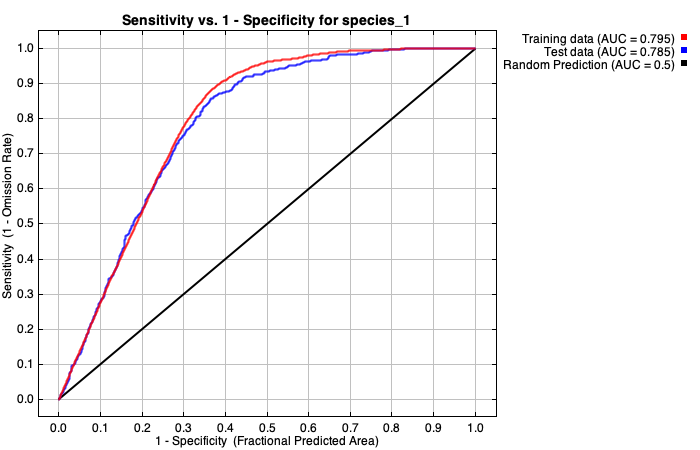 Sensitivity vs. 1 - Specificity for species_1
Training data (AUC = 0.795)
Test data (AUC = 0.785)
Random Prediction (AUC = 0.5)
Sensitivity (1 - Omission Rate)
1.0
0.9
0.8
0.7
0.6
0.5
0.4
0.3
0.2
0.1
0.0
0.0 0.1 0.2 0.3 0.4 0.5 0.6 0.7 0.8 0.9 1.0
1 - Specificity (Fractional Predicted Area)